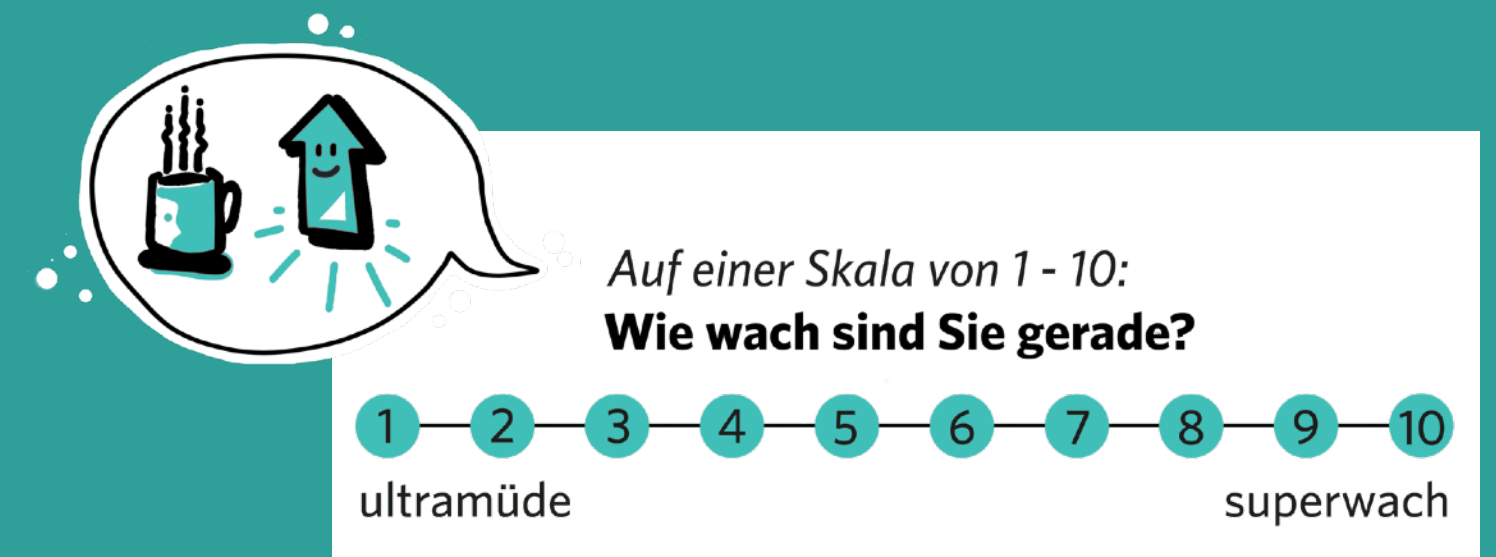 Auf einer Skala von 1 - 10:
Wie wach sind Sie gerade?
1 2 3 4 5 6 7 8 9 10
ultramüde superwach